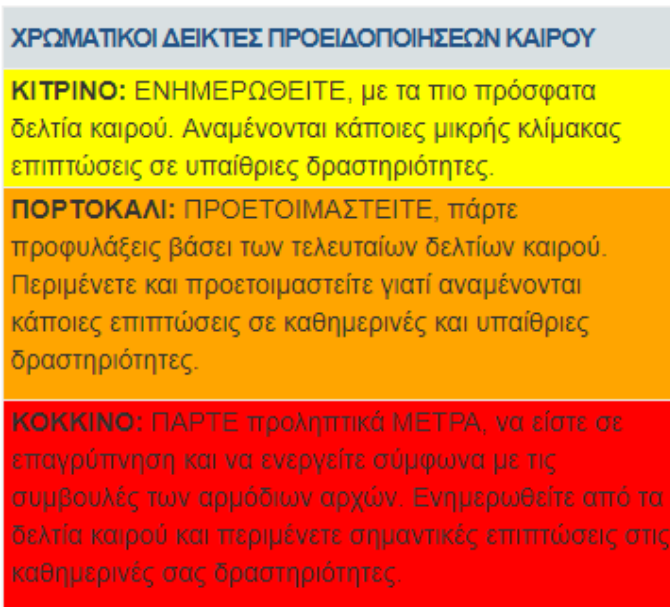 ΧΡΩΜΑΤΙΚΟΙ ΔΕΙΚΤΕΣ ΠΡΟΕΙΔΟΠΟΙΗΣΕΩΝ ΚΑΙΡΟΥ
ΚΙΤΡΙΝΟ: ΕΝΗΜΕΡΩΘΕΙΤΕ, με τα πιο πρόσφατα
δελτία καιρού. Αναμένονται κάποιες μικρής κλίμακας
επιπτώσεις σε υπαίθριες δραστηριότητες.
ΠΟΡΤΟΚΑΛΙ: ΠΡΟΕΤΟΙΜΑΣΤΕΙΤΕ, πάρτε
προφυλάξεις βάσει των τελευταίων δελτίων καιρού.
Περιμένετε και προετοιμαστείτε γιατί αναμένονται
κάποιες επιπτώσεις σε καθημερινές και υπαίθριες
δραστηριότητες.
ΚΟΚΚΙΝΟ: ΠΑΡΤΕ προληπτικά ΜΕΤΡΑ, να είστε σε
επαγρύπνηση και να ενεργείτε σύμφωνα με τις
συμβουλές των αρμόδιων αρχών. Ενημερωθείτε από τα
δελτία καιρού και περιμένετε σημαντικές επιπτώσεις στις
καθημερινές σας δραστηριότητες.